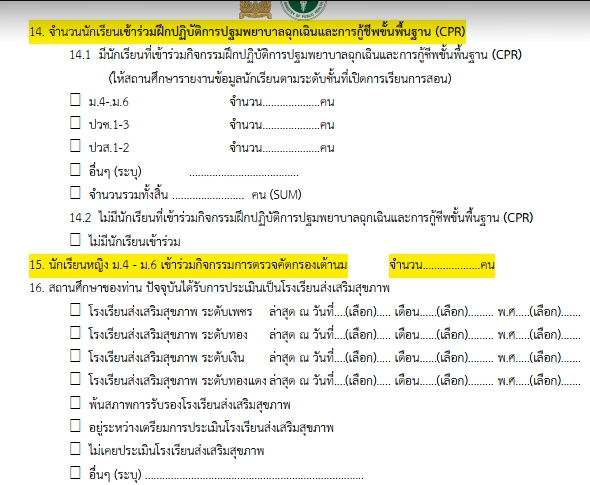 14. จำนวนนักเรียนเข้าร่วมฝึกปฏิบัติการปฐมพยาบาลฉุกเฉินและการกู้ชีพขั้นพื้นฐาน (CPR)
14.1 มีนักเรียนที่เข้าร่วมกิจกรรมฝึกปฏิบัติการปฐมพยาบาลฉุกเฉินและการกู้ชีพขั้นพื้นฐาน (CPR)
(ให้สถานศึกษารายงานข้อมูลนักเรียนตามระดับชั้นที่เปิดการเรียนการสอน)
☐ ม.4-.ม.6 จำนวน....................คน
☐ ปวช.1-3 จำนวน....................คน
☐ ปวส.1-2 จำนวน....................คน
☐ อื่นๆ (ระบุ) ......................................
☐ จำนวนรวมทั้งสิ้น ......................... คน (SUM)
14.2 ไม่มีนักเรียนที่เข้าร่วมกิจกรรมฝึกปฏิบัติการปฐมพยาบาลฉุกเฉินและการกู้ชีพขั้นพื้นฐาน (CPR)
☐ ไม่มีนักเรียนเข้าร่วม
15. นักเรียนหญิง ม.4 - ม.6 เข้าร่วมกิจกรรมการตรวจคัดกรองเต้านม จำนวน....................คน
16. สถานศึกษาของท่าน ปัจจุบันได้รับการประเมินเป็นโรงเรียนส่งเสริมสุขภาพ
☐ โรงเรียนส่งเสริมสุขภาพ ระดับเพชร ล่าสุด ณ วันที่....(เลือก)..... เดือน......(เลือก)......... พ.ศ.....(เลือก).......
☐ โรงเรียนส่งเสริมสุขภาพ ระดับทอง ล่าสุด ณ วันที่....(เลือก)..... เดือน......(เลือก)......... พ.ศ.....(เลือก).......
☐ โรงเรียนส่งเสริมสุขภาพ ระดับเงิน ล่าสุด ณ วันที่....(เลือก)..... เดือน......(เลือก)......... พ.ศ.....(เลือก).......
☐ โรงเรียนส่งเสริมสุขภาพ ระดับทองแดง ล่าสุด ณ วันที่....(เลือก)..... เดือน......(เลือก)......... พ.ศ.....(เลือก).......
☐ พ้นสภาพการรับรองโรงเรียนส่งเสริมสุขภาพ
☐ อยู่ระหว่างเตรียมการประเมินโรงเรียนส่งเสริมสุขภาพ
☐ ไม่เคยประเมินโรงเรียนส่งเสริมสุขภาพ
☐ อื่นๆ (ระบุ) ............................................................................